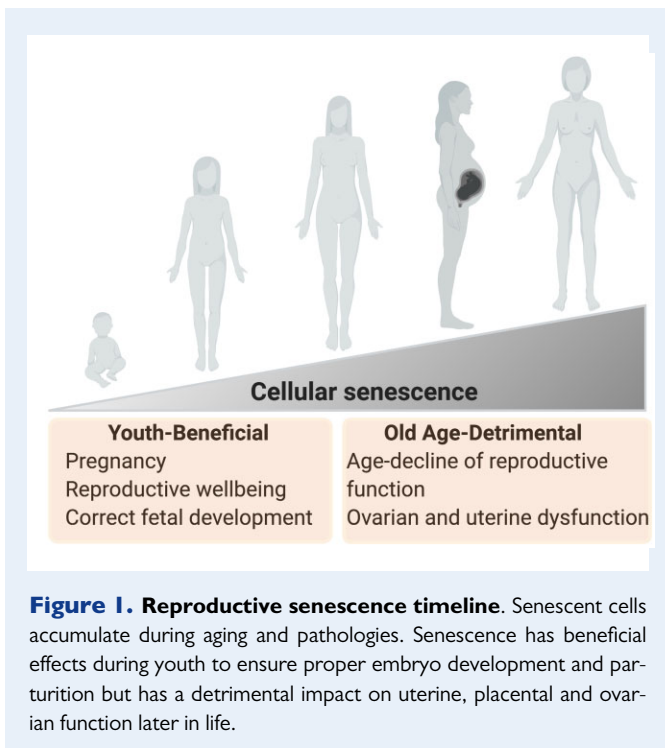 Cellular senescence
Youth-Beneficial
Pregnancy
Reproductive wellbeing
Correct fetal development
Old Age-Detrimental
Age-decline of reproductive
function
Ovarian and uterine dysfunction
Figure 1. Reproductive senescence timeline. Senescent cells
accumulate during aging and pathologies. Senescence has beneficial
effects during youth to ensure proper embryo development and par-
turition but has a detrimental impact on uterine, placental and ovar-
ian function later in life.